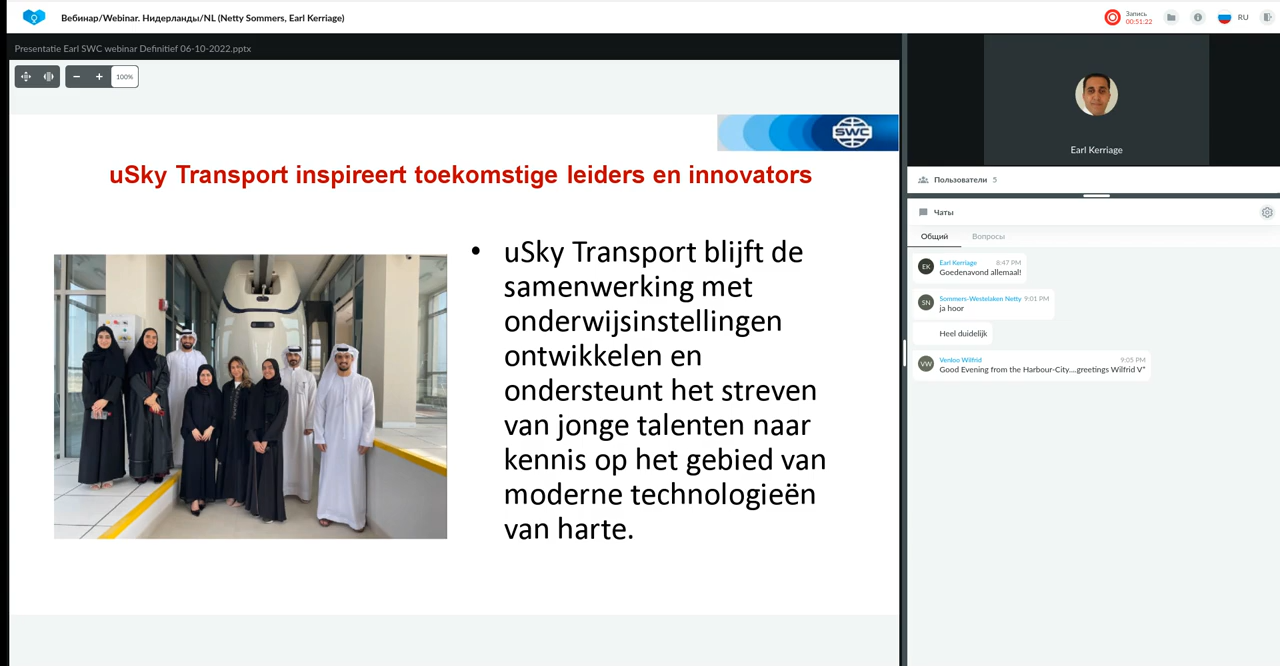 Вебинар/Webinar. Нидерланды/NL (Netty Sommers, Earl Kerriage)
Запись
00:51:22
RU
Presentatie Earl SWC webinar Definitief 06-10-2022.pptx
100%
SWC
uSky Transport inspireert toekomstige leiders en innovators
• uSky Transport blijft de
samenwerking met
onderwijsinstellingen
ontwikkelen en
ondersteunt het streven
van jonge talenten naar
kennis op het gebied van
moderne technologieën
van harte.
Earl Kerriage
Пользователи 5
Чаты
Общий Вопросы
EK
Earl Kerriage 8:47 PM
Goedenavond allemaal!
SN
Sommers-Westelaken Netty 9:01 PM
ja hoor
Heel duidelijk
VW
Venloo Wilfrid 9:05 PM
Good Evening from the Harbour-City....greetings Wilfrid V"